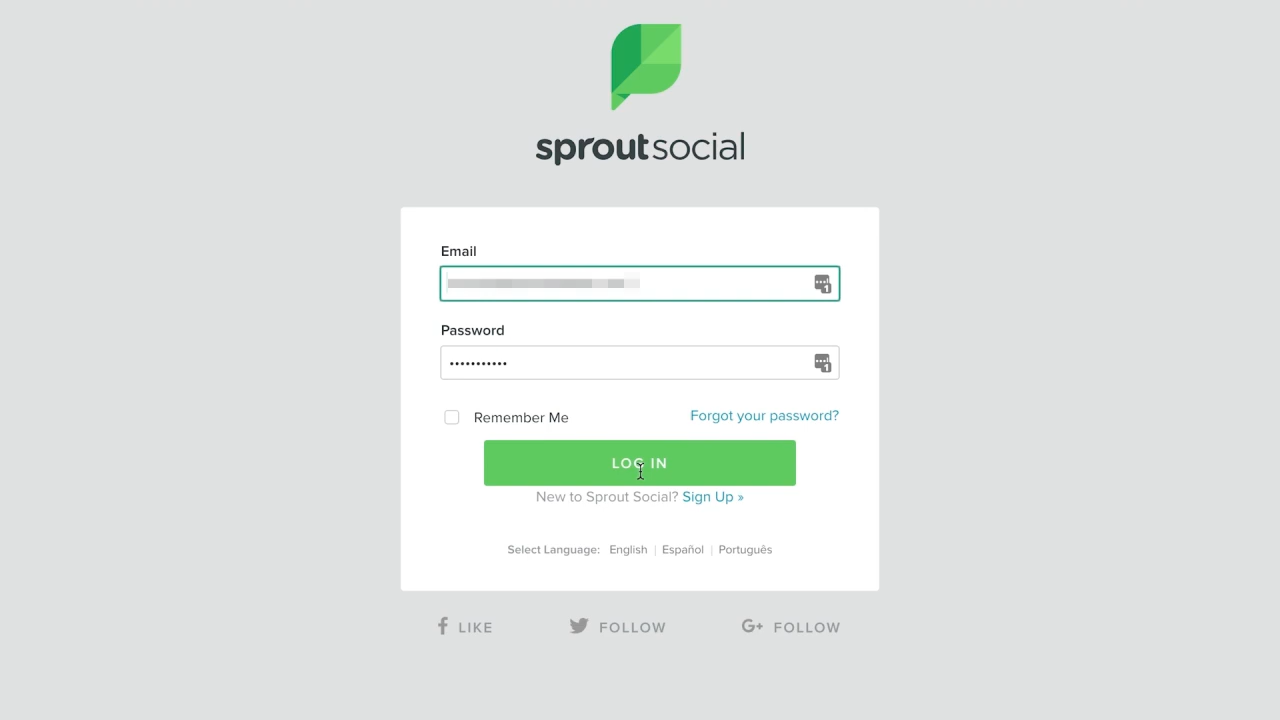 sproutsocial
Email
Password
•••••••••••
Remember Me
Forgot your password?
LOG IN
New to Sprout Social? Sign Up »
Select Language: English | Español | Português
LIKE
FOLLOW
G+ FOLLOW